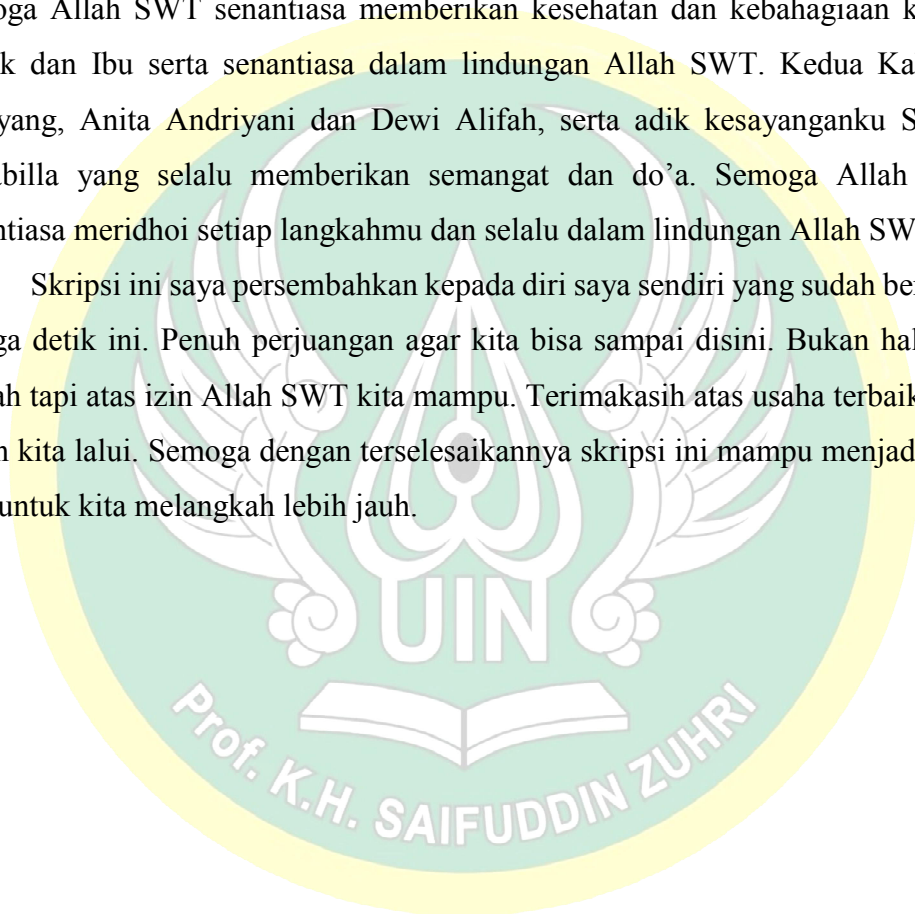 oga Allah SWT senantiasa memberikan kesehatan dan kebahagiaan k
k dan Ibu serta senantiasa dalam lindungan Allah SWT. Kedua Ka
yang, Anita Andriyani dan Dewi Alifah, serta adik kesayanganku S
abilla yang selalu memberikan semangat dan do’a. Semoga Allah
ntiasa meridhoi setiap langkahmu dan selalu dalam lindungan Allah SW
Skripsi ini saya persembahkan kepada diri saya sendiri yang sudah ber
ga detik ini. Penuh perjuangan agar kita bisa sampai disini. Bukan hal
ah tapi atas izin Allah SWT kita mampu. Terimakasih atas usaha terbaik
h kita lalui. Semoga dengan terselesaikannya skripsi ini mampu menjad
untuk kita melangkah lebih jauh.
UIN
Prof. K.H. SAIFUDDIN ZUHRI